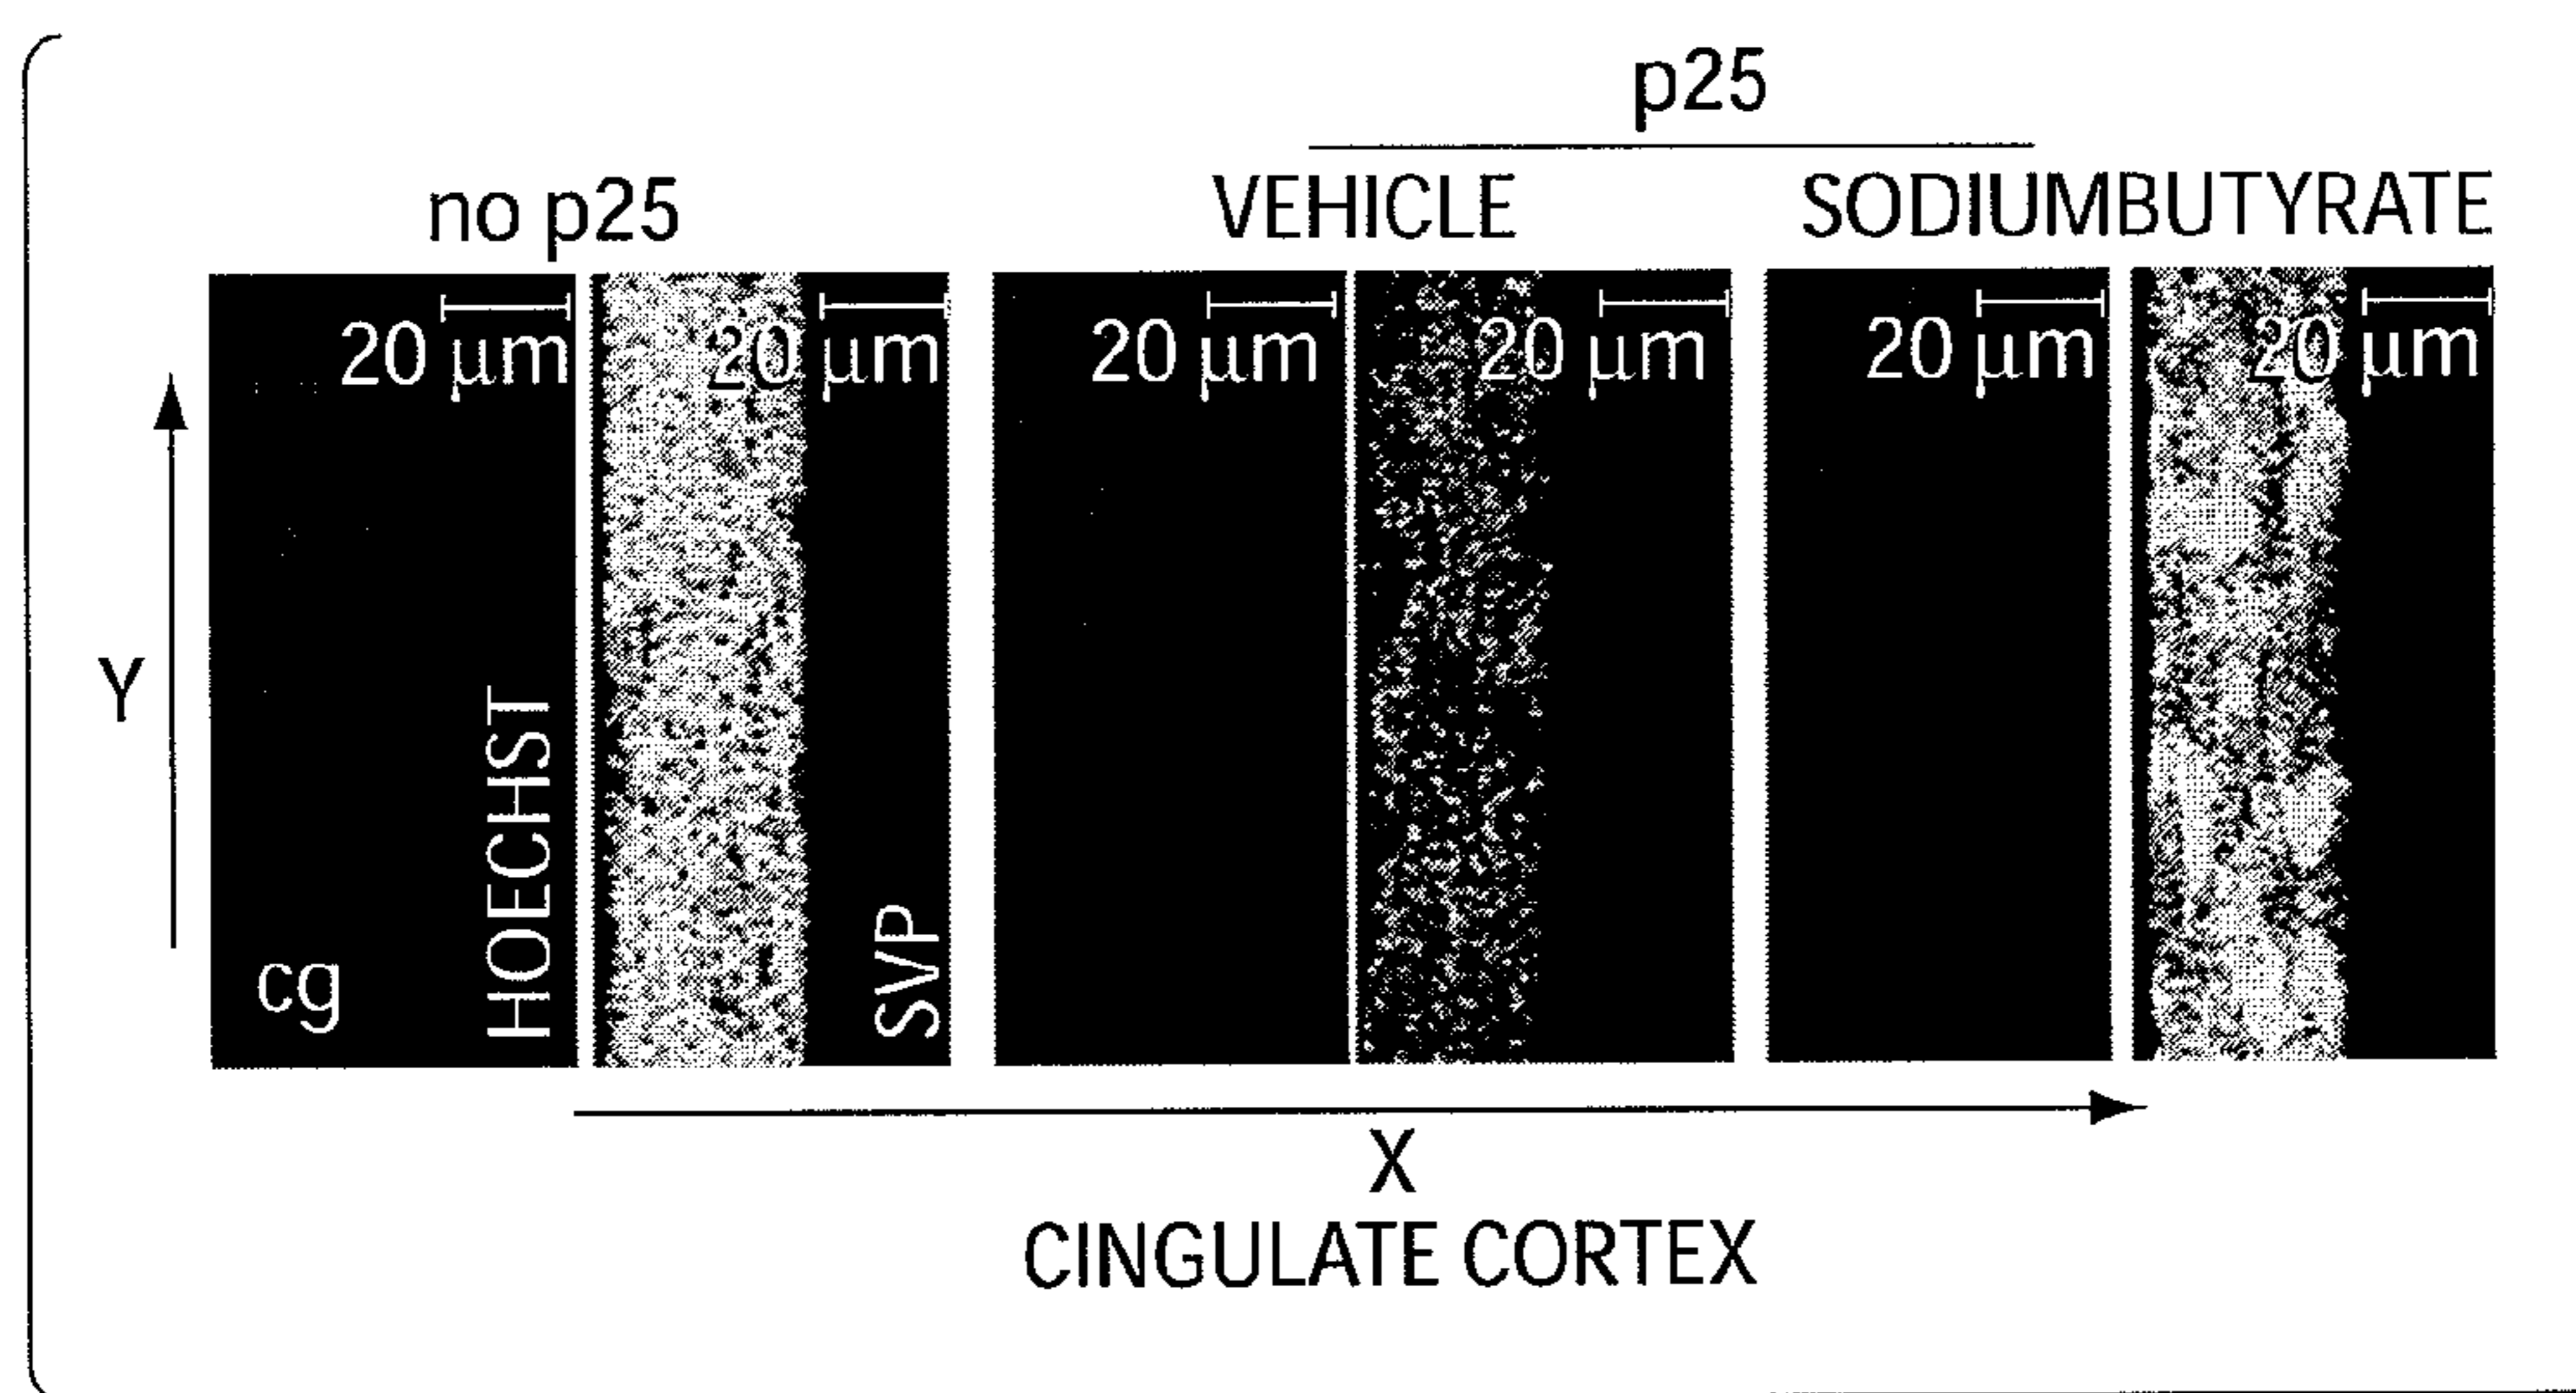 p25
no p25
VEHICLE
SODIUMBUTYRATE
20 µm
20 µm
20 µm
20 µm
20 µm
20 µm
Y
cg
HOECHST
SVP
X
CINGULATE CORTEX